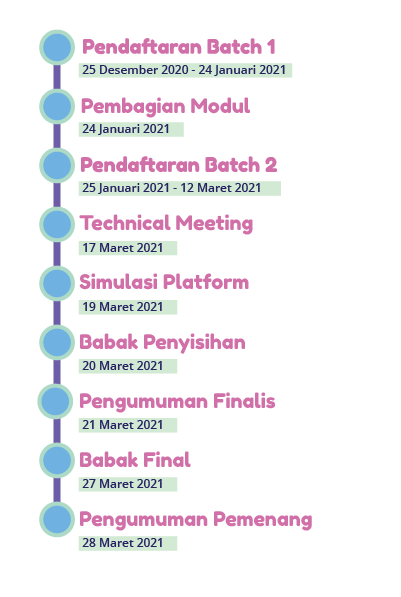 Pendaftaran Batch 1
25 Desember 2020 - 24 Januari 2021
Pembagian Modul
24 Januari 2021
Pendaftaran Batch 2
25 Januari 2021 - 12 Maret 2021
Technical Meeting
17 Maret 2021
Simulasi Platform
19 Maret 2021
Babak Penyisihan
20 Maret 2021
Pengumuman Finalis
21 Maret 2021
Babak Final
27 Maret 2021
Pengumuman Pemenang
28 Maret 2021